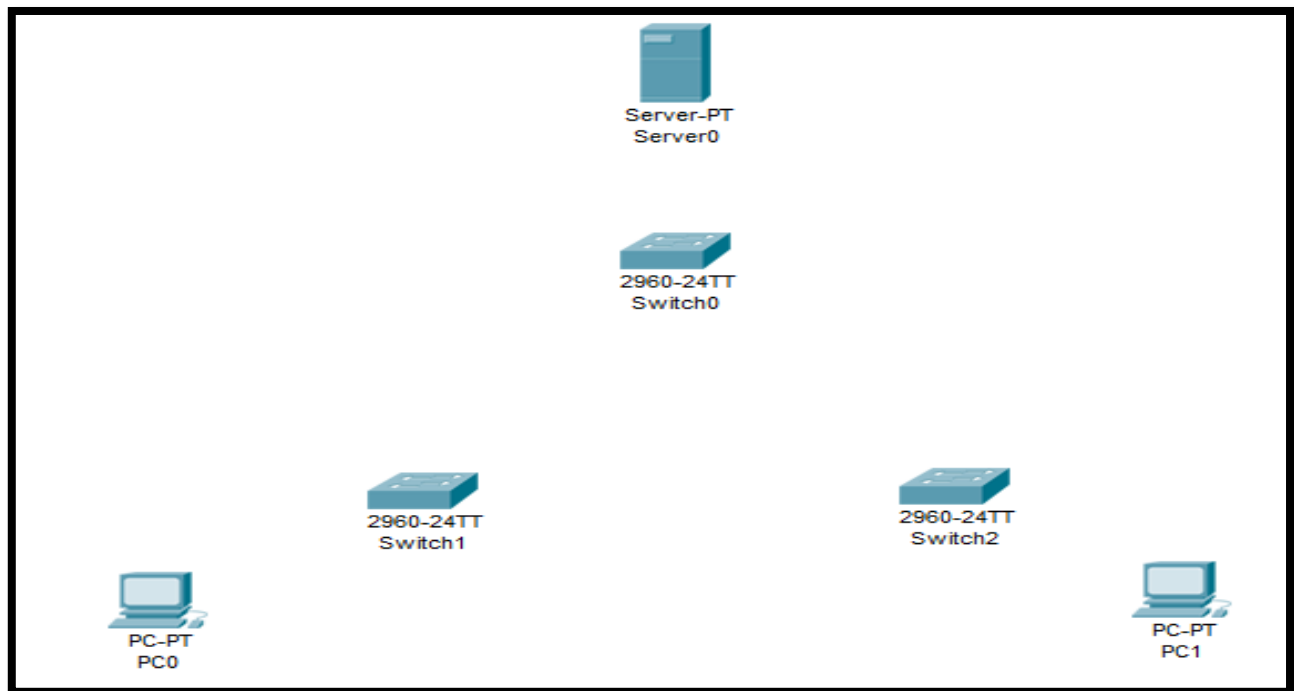 Server-PT
Server0
2960-24TT
Switch0
2960-24TT
Switch1
2960-24TT
Switch2
PC-PT
PC0
PC-PT
PC1